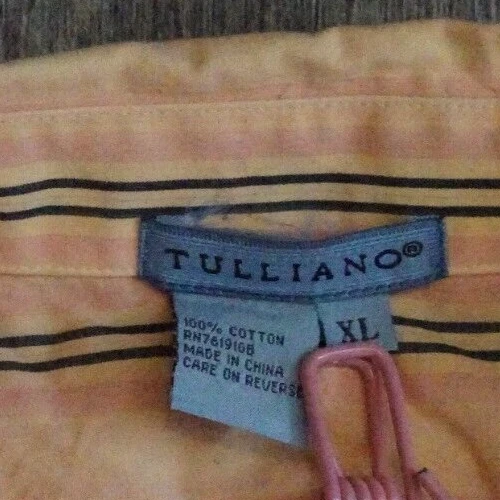 TULLIANO®
100% COTTON
RN76191GB
MADE IN CHINA
CARE ON REVERSE
XL